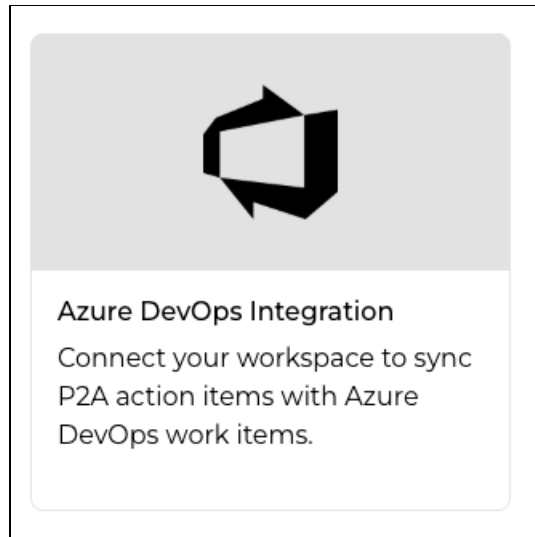 Azure DevOps Integration
Connect your workspace to sync
P2A action items with Azure
DevOps work items.